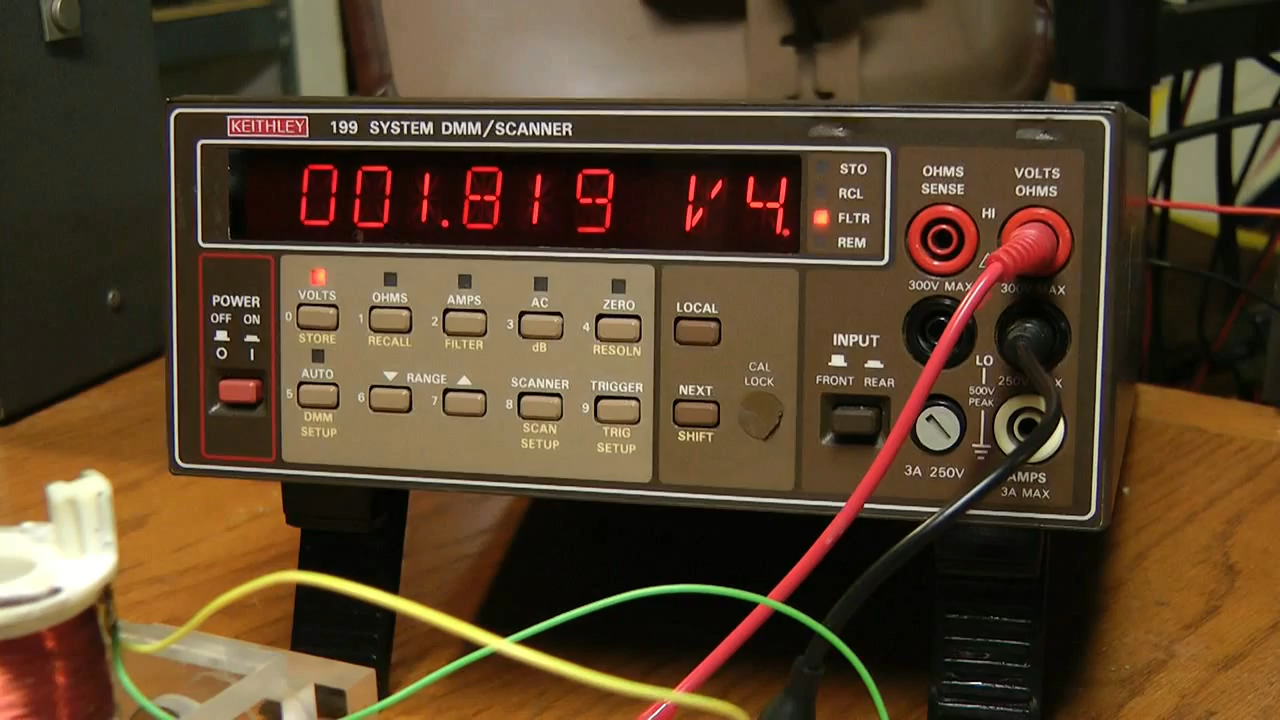 KEITHLEY 199 SYSTEM DMM/SCANNER
001.819 V 4.
STO
RCL
FLTR
REM
OHMS SENSE
VOLTS OHMS
HI
300V MAX
300V MAX
POWER
OFF ON
O I
VOLTS OHMS AMPS AC ZERO
0 1 2 3 4
STORE RECALL FILTER dB RESOLN
AUTO RANGE SCANNER TRIGGER
5 6 7 8 9
DMM SETUP
SCAN SETUP
TRIG SETUP
LOCAL
NEXT
SHIFT
CAL LOCK
INPUT
FRONT REAR
LO
500V PEAK
3A 250V
AMPS
3A MAX